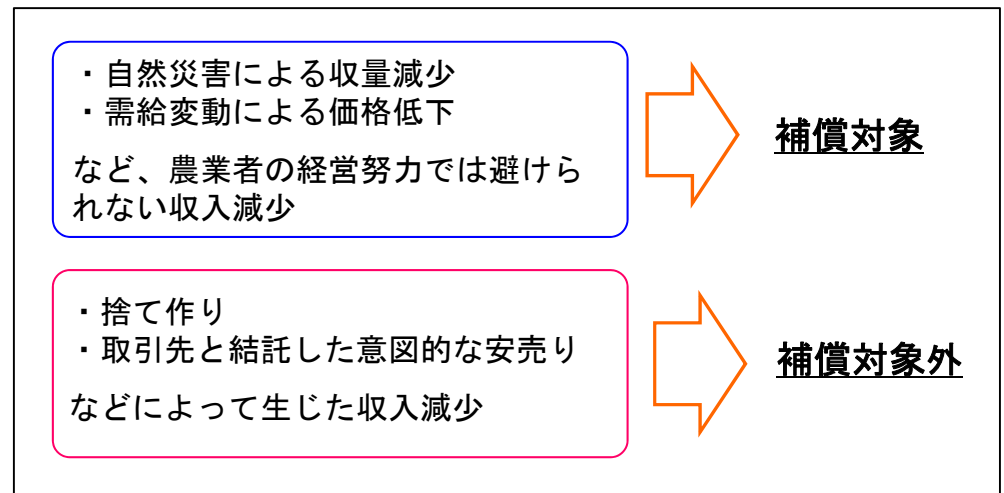 ・自然災害による収量減少
・需給変動による価格低下
など、農業者の経営努力では避けら
れない収入減少
補償対象
・捨て作り
・取引先と結託した意図的な安売り
などによって生じた収入減少
補償対象外